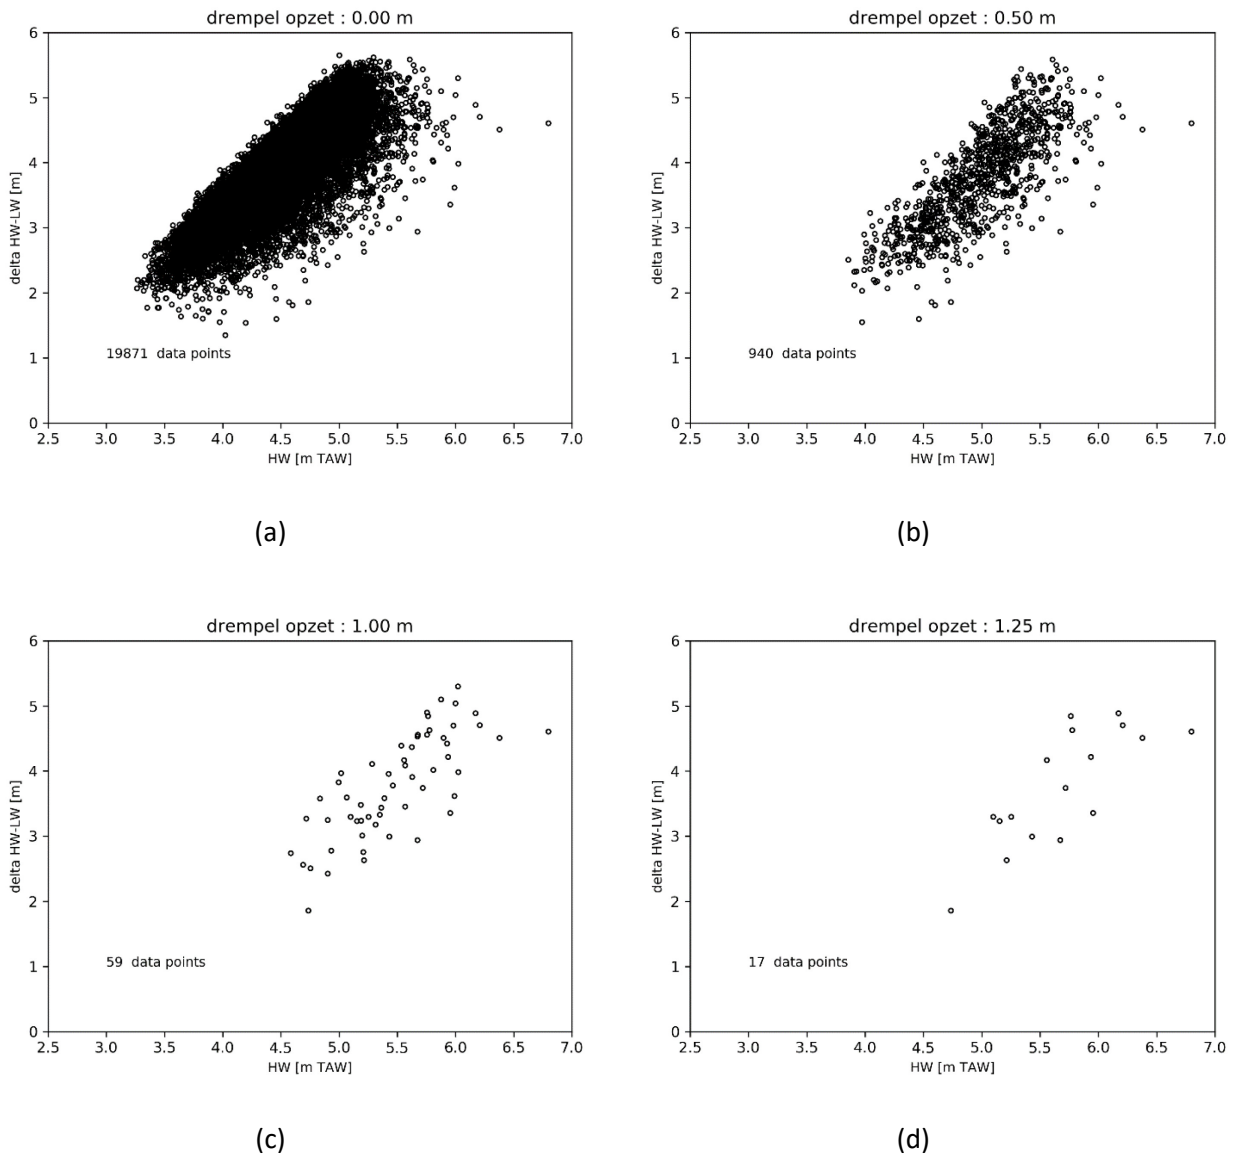 drempel opzet : 0.00 m
6
5
4
3
2
1
0
delta HW-LW [m]
19871 data points
2.5 3.0 3.5 4.0 4.5 5.0 5.5 6.0 6.5 7.0
HW [m TAW]
(a)
drempel opzet : 0.50 m
6
5
4
3
2
1
0
delta HW-LW [m]
940 data points
2.5 3.0 3.5 4.0 4.5 5.0 5.5 6.0 6.5 7.0
HW [m TAW]
(b)
drempel opzet : 1.00 m
6
5
4
3
2
1
0
delta HW-LW [m]
59 data points
2.5 3.0 3.5 4.0 4.5 5.0 5.5 6.0 6.5 7.0
HW [m TAW]
(c)
drempel opzet : 1.25 m
6
5
4
3
2
1
0
delta HW-LW [m]
17 data points
2.5 3.0 3.5 4.0 4.5 5.0 5.5 6.0 6.5 7.0
HW [m TAW]
(d)